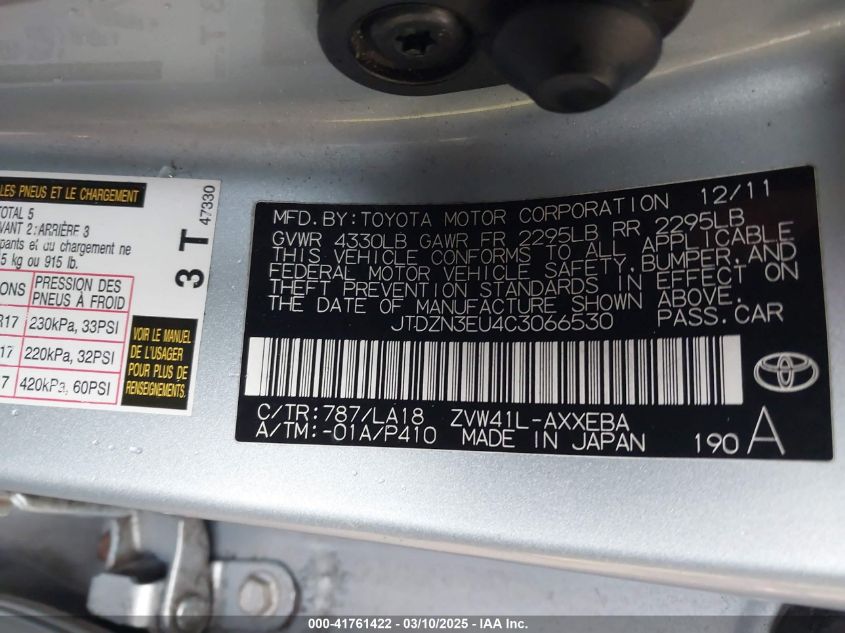 LES PNEUS ET LE CHARGEMENT
TOTAL 5
VANT 2:ARRIÈRE 3
pants et du chargement ne
5 kg ou 915 lb.
ONS PRESSION DES PNEUS À FROID
R17 230kPa, 33PSI
17 220kPa, 32PSI
7 420kPa, 60PSI
VOIR LE MANUEL
DE L'USAGER
POUR PLUS DE
RENSEIGNEMENTS.
3 T
47330
MFD. BY: TOYOTA MOTOR CORPORATION 12/11
GVWR 4330LB GAWR FR 2295LB RR 2295LB
THIS VEHICLE CONFORMS TO ALL APPLICABLE
FEDERAL MOTOR VEHICLE SAFETY, BUMPER, AND
THEFT PREVENTION STANDARDS IN EFFECT ON
THE DATE OF MANUFACTURE SHOWN ABOVE.
JTDZN3EU4C3066530 PASS. CAR
C/TR: 787/LA18 ZVW41L-AXXEBA
A/TM: -01A/P410 MADE IN JAPAN 190 A
000-41761422 - 03/10/2025 - IAA Inc.